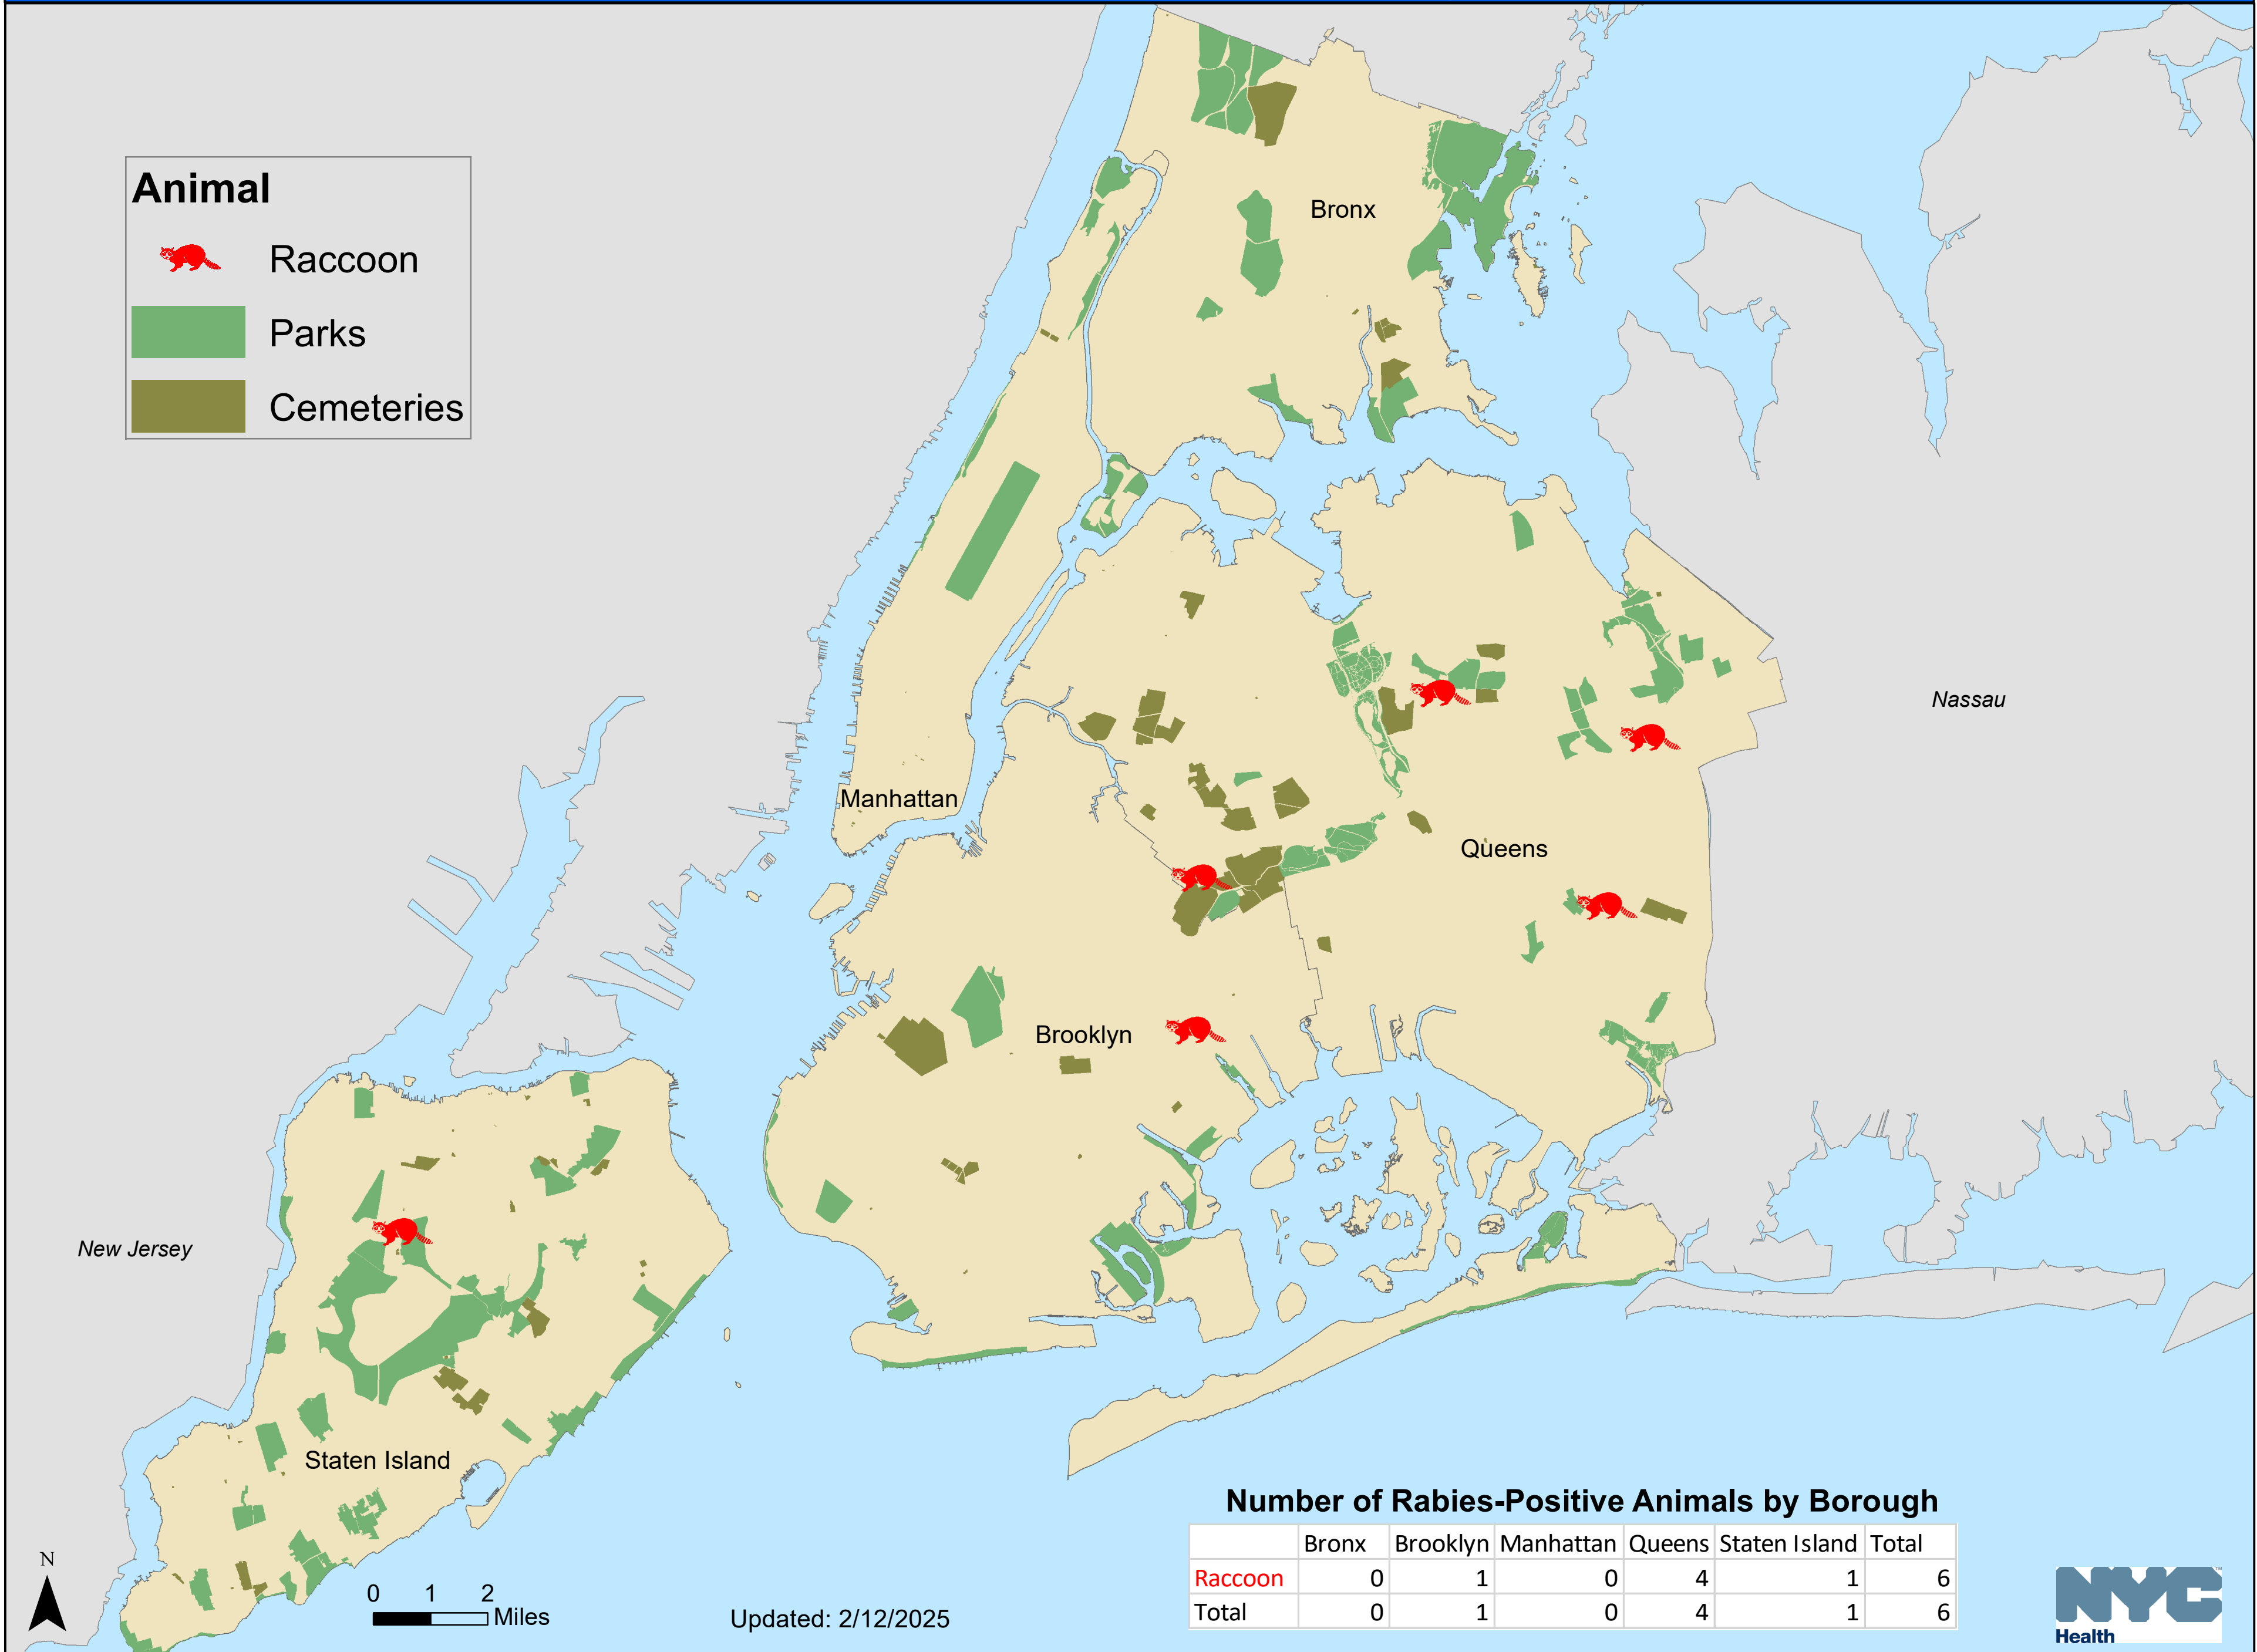 Animal
Raccoon
Parks
Cemeteries
Bronx
Nassau
Manhattan
Queens
Brooklyn
New Jersey
Staten Island
N
0 1 2
Miles
Updated: 2/12/2025
Number of Rabies-Positive Animals by Borough
Bronx Brooklyn Manhattan Queens Staten Island Total
Raccoon 0 1 0 4 1 6
Total 0 1 0 4 1 6
NYC
Health